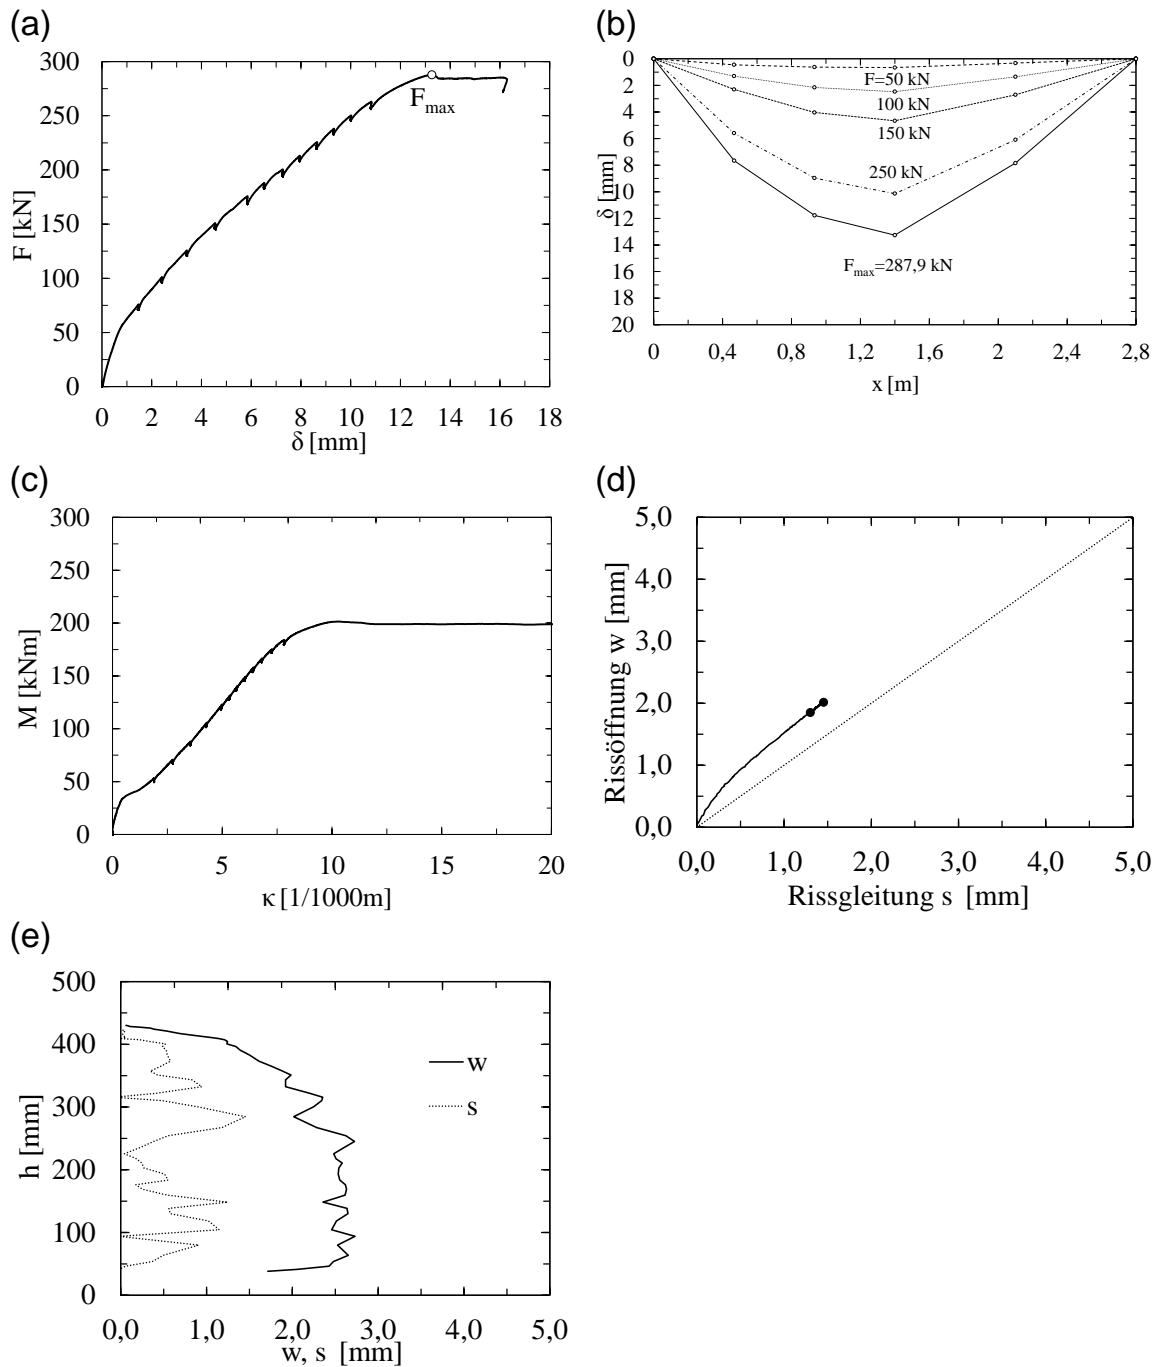 (a)
300
250
200
150
100
50
0
F [kN]
F_max
0 2 4 6 8 10 12 14 16 18
δ [mm]
(b)
0
2
4
6
8
10
12
14
16
18
20
δ [mm]
F=50 kN
100 kN
150 kN
250 kN
F_max=287,9 kN
0 0,4 0,8 1,2 1,6 2 2,4 2,8
x [m]
(c)
300
250
200
150
100
50
0
M [kNm]
0 5 10 15 20
κ [1/1000m]
(d)
5,0
4,0
3,0
2,0
1,0
0,0
Rissöffnung w [mm]
0,0 1,0 2,0 3,0 4,0 5,0
Rissgleitung s [mm]
(e)
500
400
300
200
100
0
h [mm]
w
s
0,0 1,0 2,0 3,0 4,0 5,0
w, s [mm]